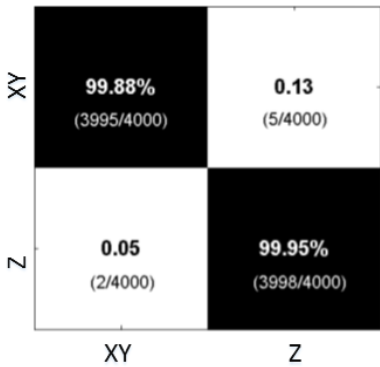 XY
99.88%
(3995/4000)
0.13
(5/4000)
Z
0.05
(2/4000)
99.95%
(3998/4000)
XY
Z